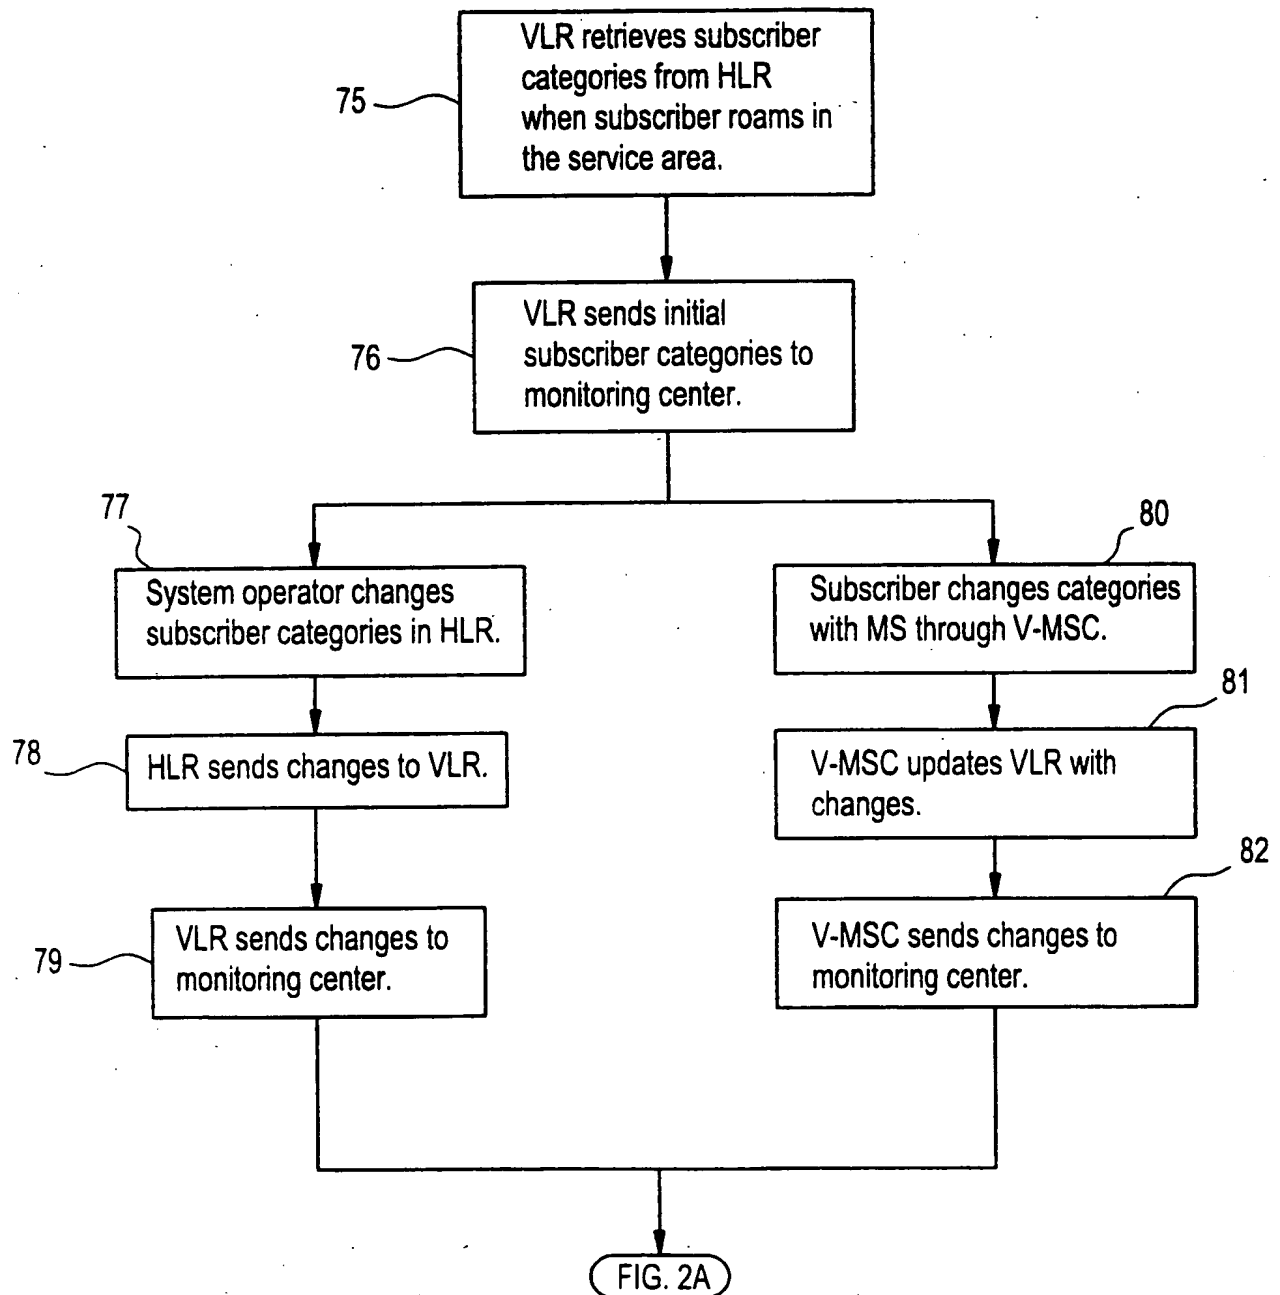 VLR retrieves subscriber
categories from HLR
when subscriber roams in
the service area.
75
VLR sends initial
subscriber categories to
monitoring center.
76
77
System operator changes
subscriber categories in HLR.
78
HLR sends changes to VLR.
79
VLR sends changes to
monitoring center.
80
Subscriber changes categories
with MS through V-MSC.
81
V-MSC updates VLR with
changes.
82
V-MSC sends changes to
monitoring center.
FIG. 2A